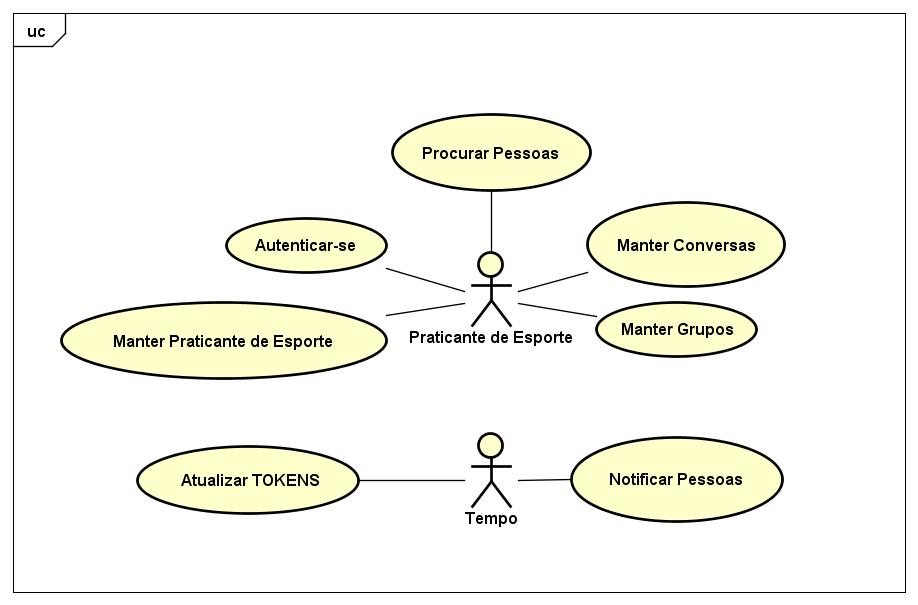 uc
Procurar Pessoas
Autenticar-se
Manter Conversas
Manter Praticante de Esporte
Praticante de Esporte
Manter Grupos
Atualizar TOKENS
Tempo
Notificar Pessoas